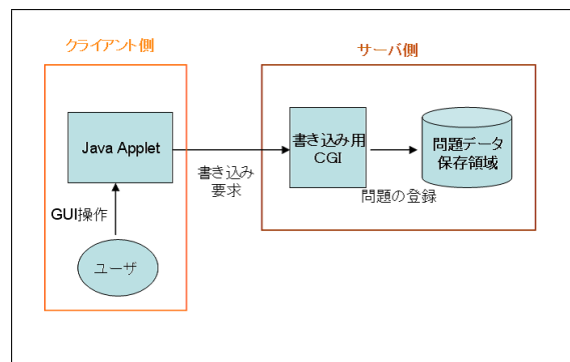 クライアント側
サーバ側
Java Applet
書き込み
要求
書き込み用
CGI
問題データ
保存領域
問題の登録
GUI操作
ユーザ